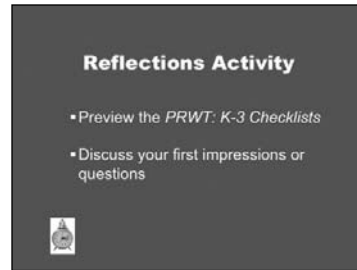 Reflections Activity
▪Preview the PRWT: K-3 Checklists
▪Discuss your first impressions or
questions